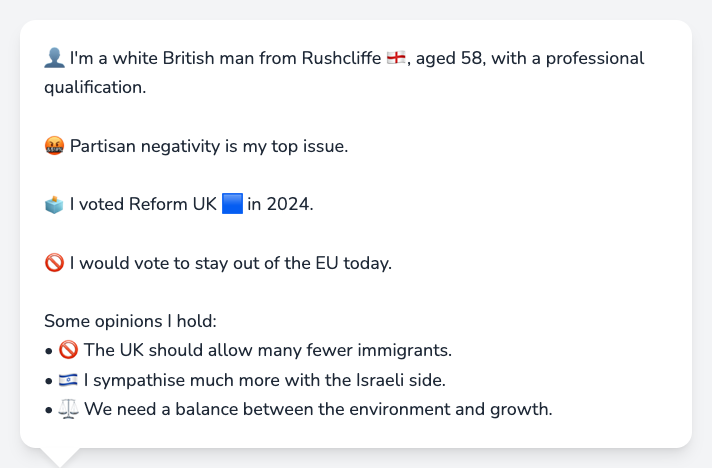 👤 I'm a white British man from Rushcliffe 🏴󠁧󠁢󠁥󠁮󠁧󠁿, aged 58, with a professional
qualification.
🤬 Partisan negativity is my top issue.
🗳️ I voted Reform UK 🟦 in 2024.
🚫 I would vote to stay out of the EU today.
Some opinions I hold:
• 🚫 The UK should allow many fewer immigrants.
• 🇮🇱 I sympathise much more with the Israeli side.
• ⚖️ We need a balance between the environment and growth.